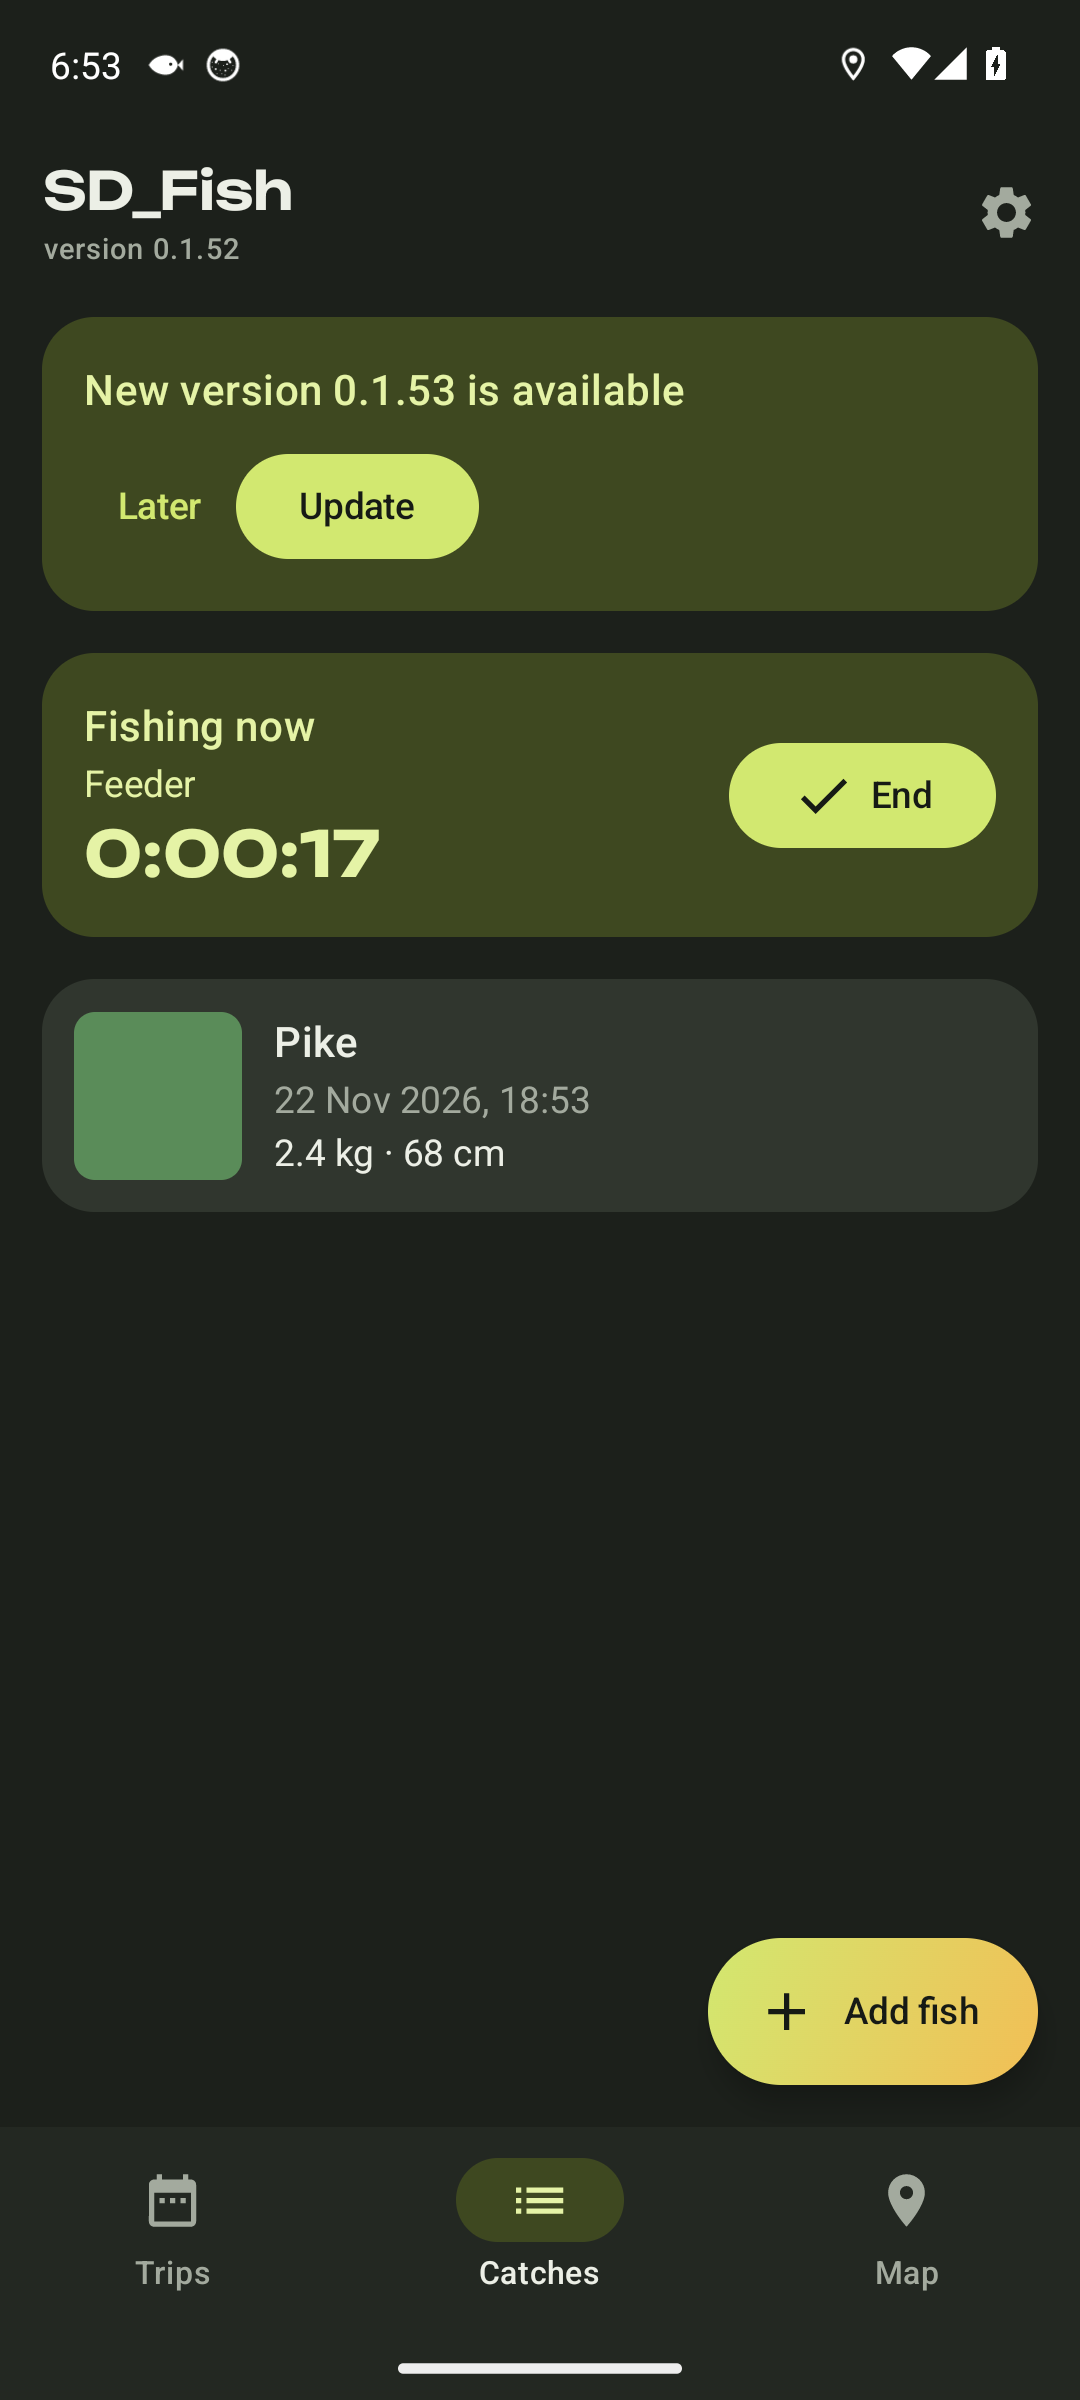 6:53
SD_Fish
version 0.1.52
New version 0.1.53 is available
Later
Update
Fishing now
Feeder
0:00:17
End
Pike
22 Nov 2026, 18:53
2.4 kg · 68 cm
Add fish
Trips
Catches
Map